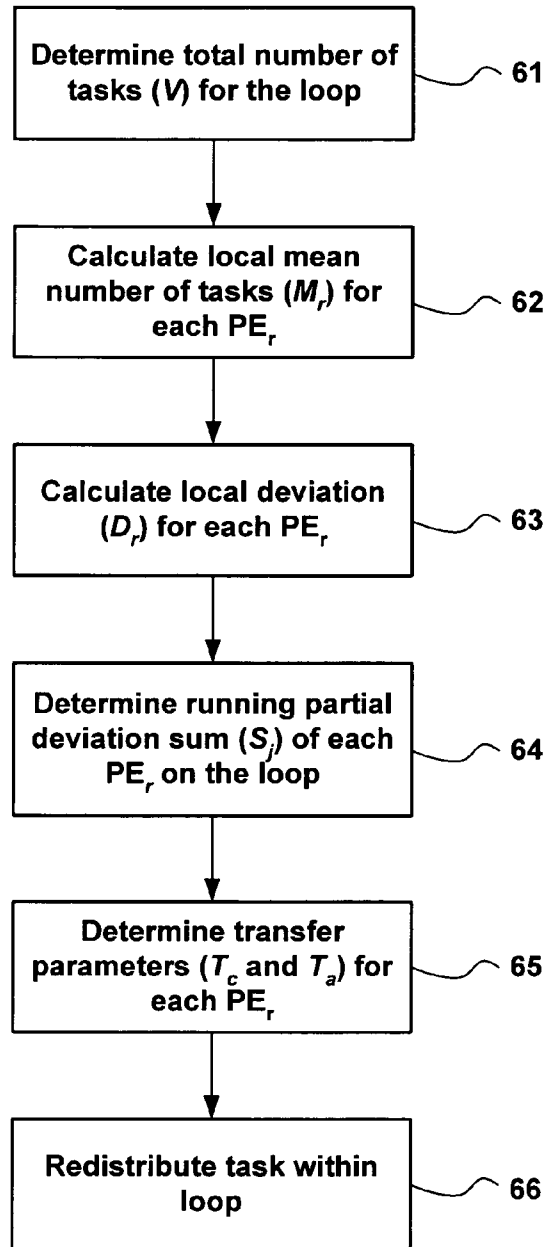 Determine total number of
tasks (V) for the loop
61
Calculate local mean
number of tasks (Mr) for
each PEr
62
Calculate local deviation
(Dr) for each PEr
63
Determine running partial
deviation sum (Sj) of each
PEr on the loop
64
Determine transfer
parameters (Tc and Ta) for
each PEr
65
Redistribute task within
loop
66